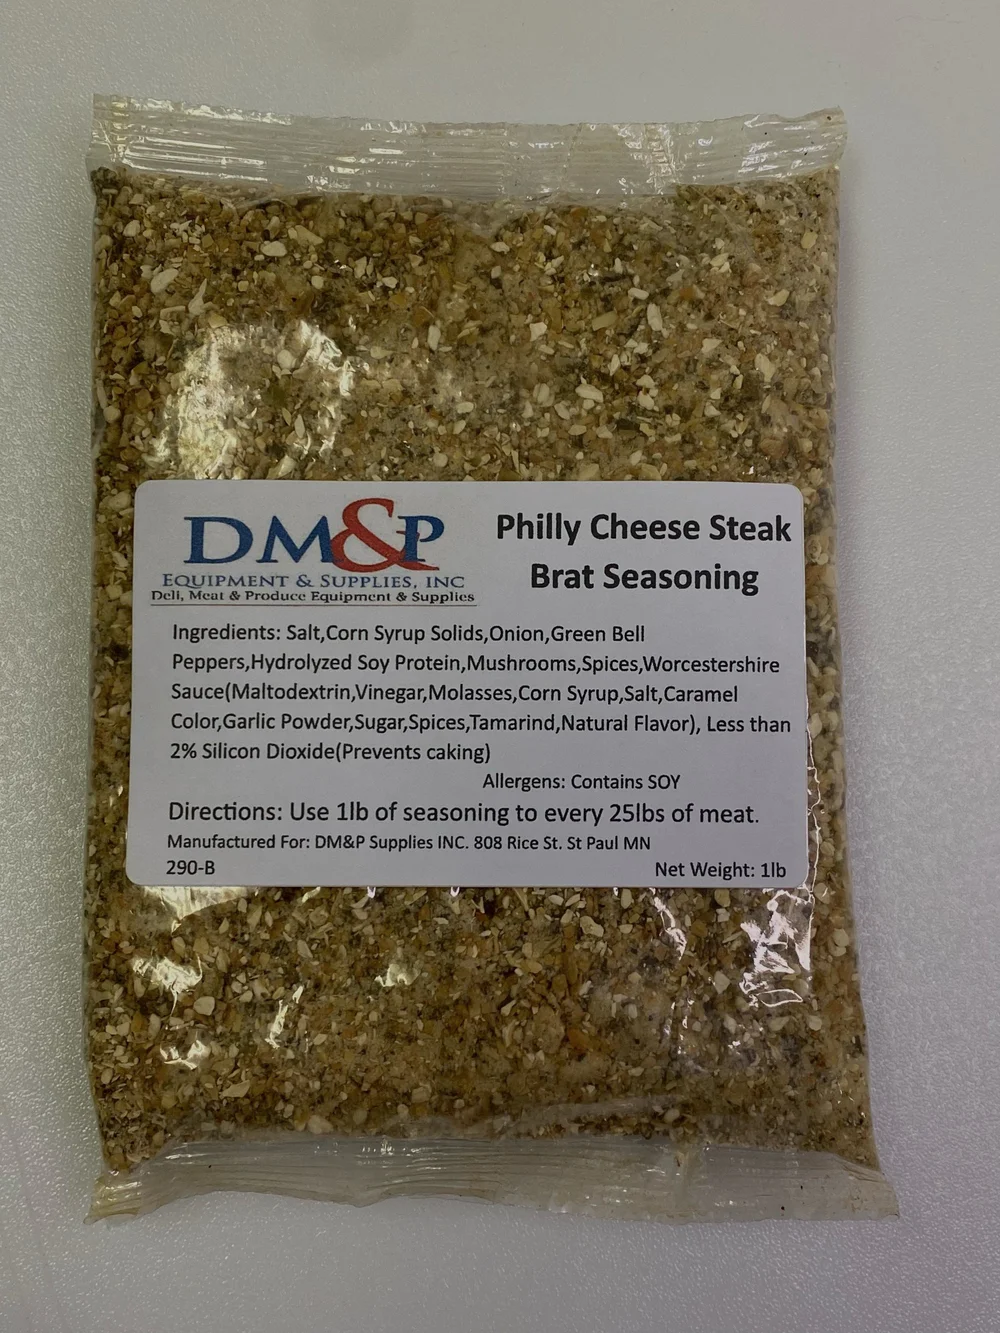 DM&P
EQUIPMENT & SUPPLIES, INC
Deli, Meat & Produce Equipment & Supplies
Philly Cheese Steak
Brat Seasoning
Ingredients: Salt,Corn Syrup Solids,Onion,Green Bell
Peppers,Hydrolyzed Soy Protein,Mushrooms,Spices,Worcestershire
Sauce(Maltodextrin,Vinegar,Molasses,Corn Syrup,Salt,Caramel
Color,Garlic Powder,Sugar,Spices,Tamarind,Natural Flavor), Less than
2% Silicon Dioxide(Prevents caking)
Allergens: Contains SOY
Directions: Use 1lb of seasoning to every 25lbs of meat.
Manufactured For: DM&P Supplies INC. 808 Rice St. St Paul MN
290-B Net Weight: 1lb